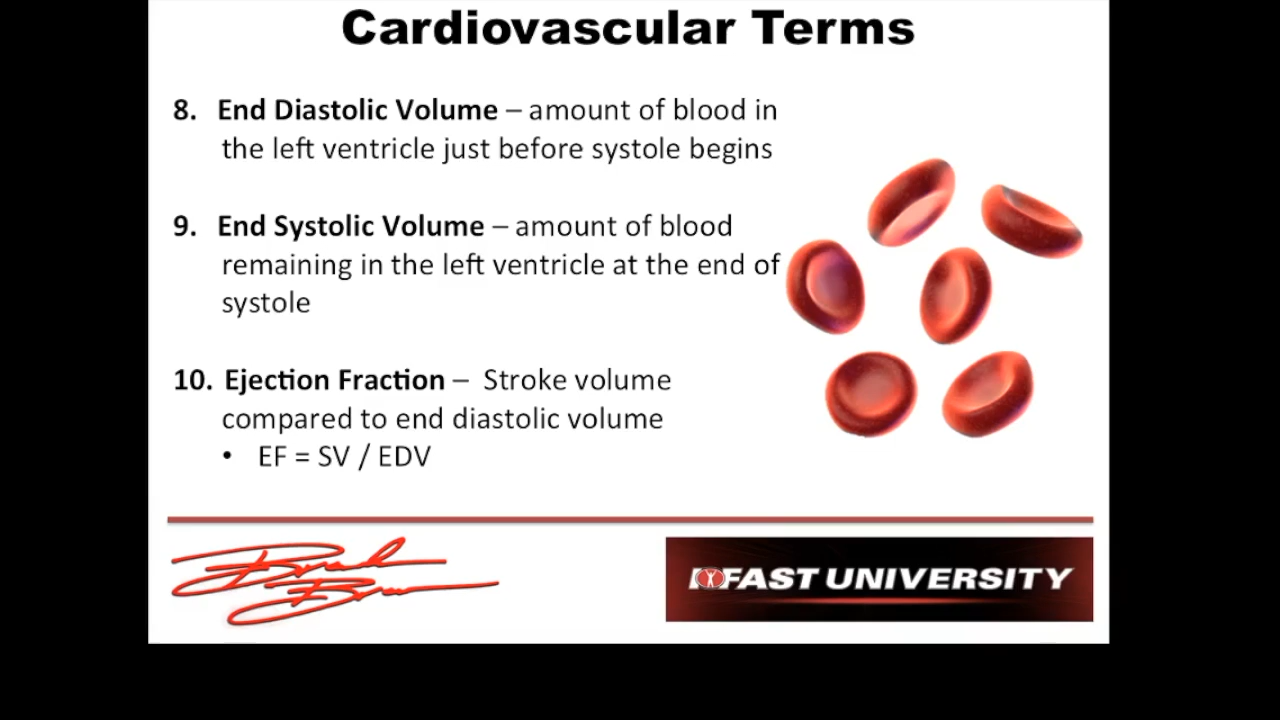 Cardiovascular Terms
8. End Diastolic Volume – amount of blood in
the left ventricle just before systole begins
9. End Systolic Volume – amount of blood
remaining in the left ventricle at the end of
systole
10. Ejection Fraction – Stroke volume
compared to end diastolic volume
• EF = SV / EDV
FAST UNIVERSITY